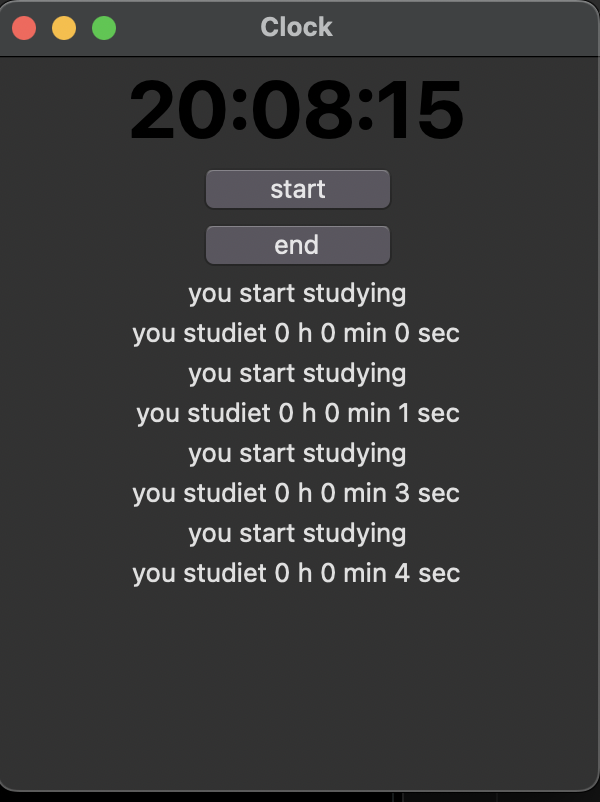 Clock
20:08:15
start
end
you start studying
you studiet 0 h 0 min 0 sec
you start studying
you studiet 0 h 0 min 1 sec
you start studying
you studiet 0 h 0 min 3 sec
you start studying
you studiet 0 h 0 min 4 sec